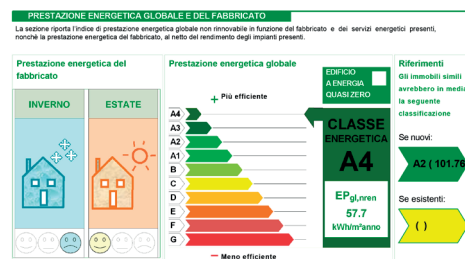 PRESTAZIONE ENERGETICA GLOBALE E DEL FABBRICATO
La sezione riporta l'indice di prestazione energetica globale non rinnovabile in funzione del fabbricato e dei servizi energetici presenti,
nonchè la prestazione energetica del fabbricato, al netto del rendimento degli impianti presenti.
Prestazione energetica del
fabbricato
INVERNO
ESTATE
Prestazione energetica globale
+ Più efficiente
A4
A3
A2
A1
B
C
D
E
F
G
— Meno efficiente
EDIFICIO
A ENERGIA
QUASI ZERO
CLASSE
ENERGETICA
A4
EPgl,nren
57.7
kWh/m²anno
Riferimenti
Gli immobili simili
avrebbero in media
la seguente
classificazione
Se nuovi:
A2 ( 101.76
Se esistenti:
( )